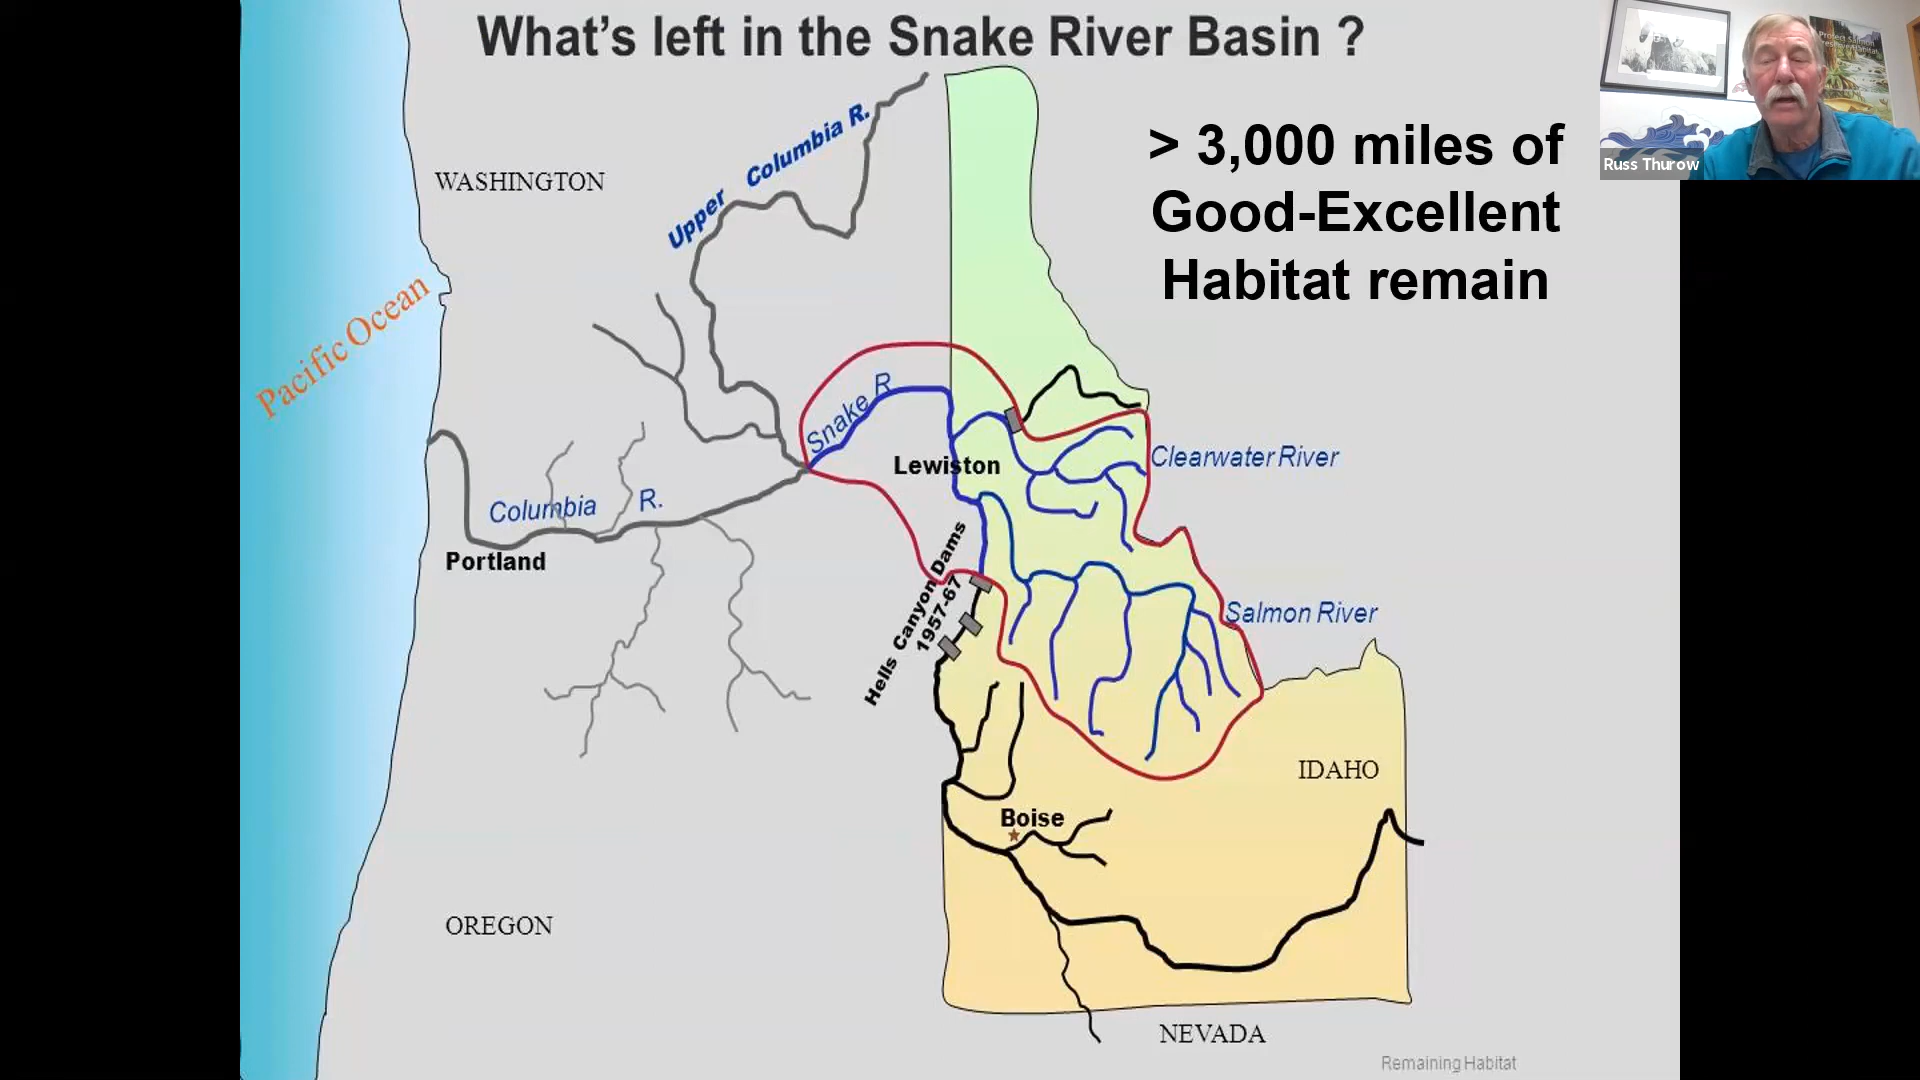 What's left in the Snake River Basin ?
> 3,000 miles of
Good-Excellent
Habitat remain
Protect Salmon
Russ Thurow
Upper Columbia R.
WASHINGTON
Pacific Ocean
Snake R
Lewiston
Clearwater River
Columbia R.
Portland
Hells Canyon Dams
1957-67
Salmon River
IDAHO
Boise
OREGON
NEVADA
Remaining Habitat